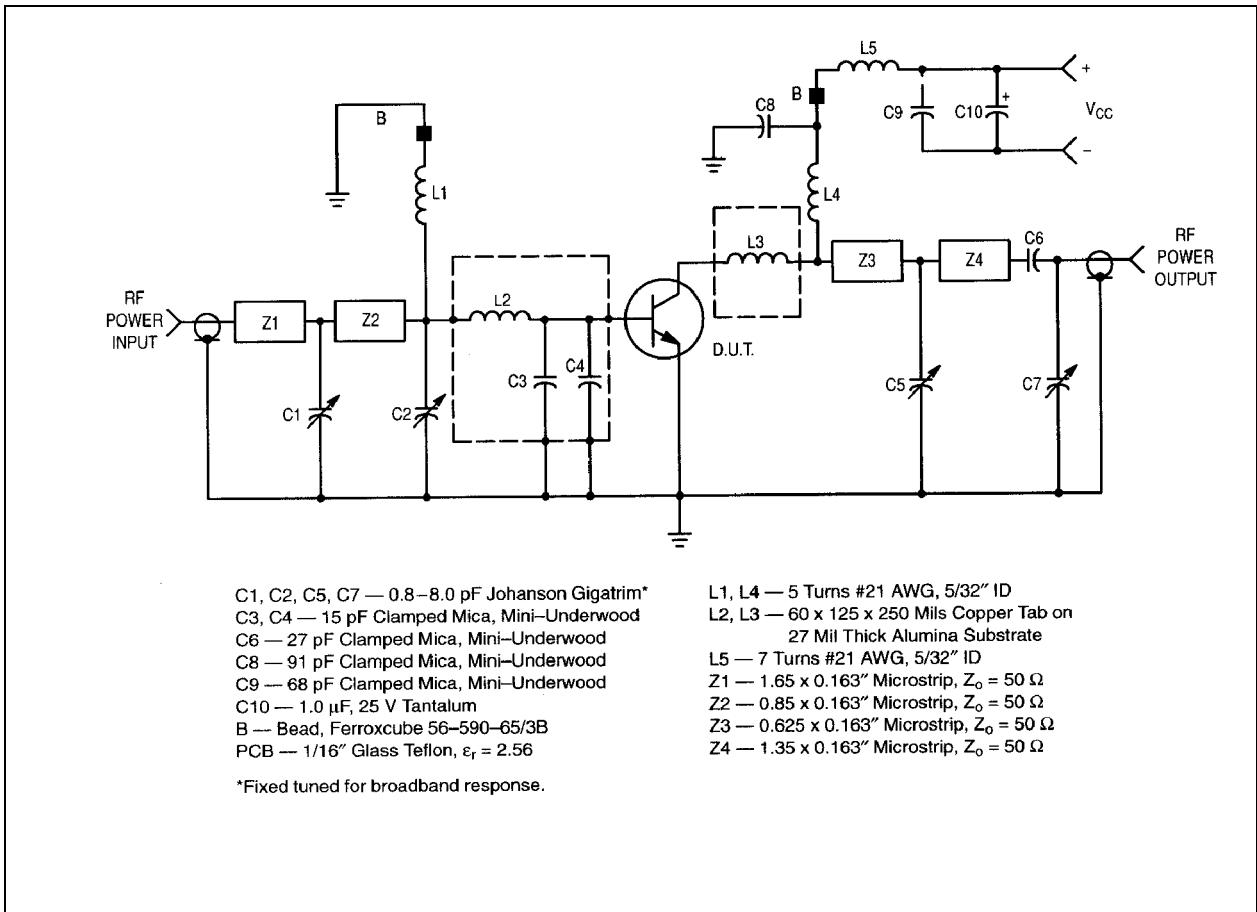 L5
+
B
C8
C9
C10
+
VCC
−
B
L1
L4
L3
Z3
Z4
C6
RF
POWER
OUTPUT
RF
POWER
INPUT
Z1
Z2
L2
C3
C4
D.U.T.
C1
C2
C5
C7
C1, C2, C5, C7 — 0.8–8.0 pF Johanson Gigatrim*
C3, C4 — 15 pF Clamped Mica, Mini–Underwood
C6 — 27 pF Clamped Mica, Mini–Underwood
C8 — 91 pF Clamped Mica, Mini–Underwood
C9 — 68 pF Clamped Mica, Mini–Underwood
C10 — 1.0 μF, 25 V Tantalum
B — Bead, Ferroxcube 56–590–65/3B
PCB — 1/16″ Glass Teflon, εr = 2.56
*Fixed tuned for broadband response.
L1, L4 — 5 Turns #21 AWG, 5/32″ ID
L2, L3 — 60 x 125 x 250 Mils Copper Tab on
27 Mil Thick Alumina Substrate
L5 — 7 Turns #21 AWG, 5/32″ ID
Z1 — 1.65 x 0.163″ Microstrip, Zo = 50 Ω
Z2 — 0.85 x 0.163″ Microstrip, Zo = 50 Ω
Z3 — 0.625 x 0.163″ Microstrip, Zo = 50 Ω
Z4 — 1.35 x 0.163″ Microstrip, Zo = 50 Ω